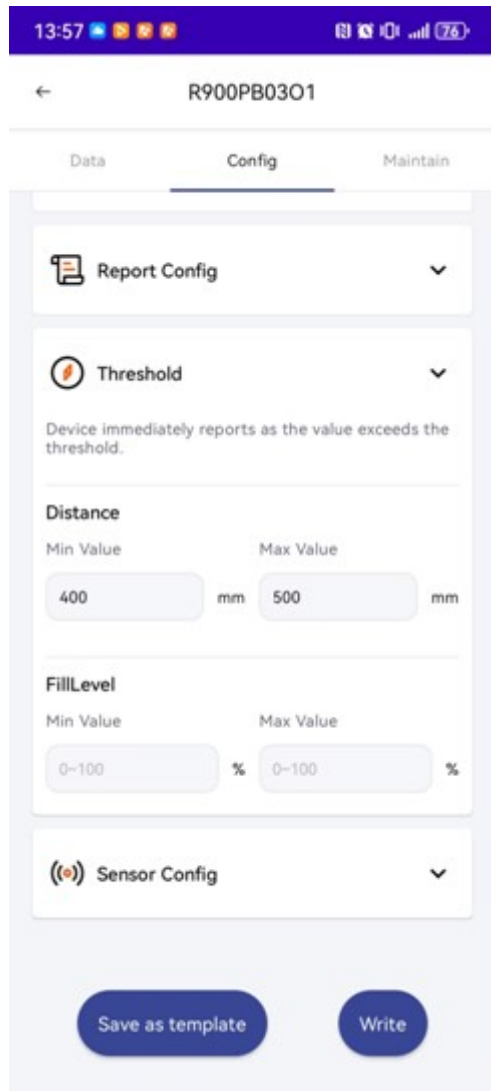 13:57 76
R900PB03O1
Data Config Maintain
Report Config
Threshold
Device immediately reports as the value exceeds the
threshold.
Distance
Min Value Max Value
400 mm 500 mm
FillLevel
Min Value Max Value
0~100 % 0~100 %
Sensor Config
Save as template Write